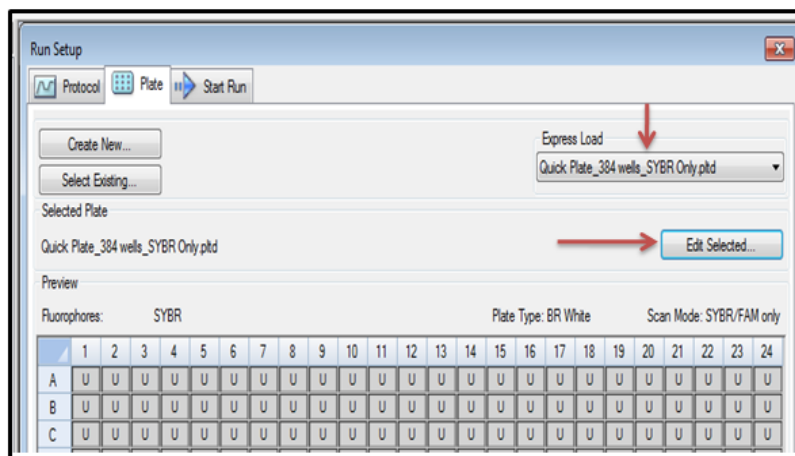 Run Setup
Protocol Plate Start Run
Create New...
Express Load
Quick Plate_384 wells_SYBR Only.pltd
Select Existing...
Selected Plate
Quick Plate_384 wells_SYBR Only.pltd
Edit Selected...
Preview
Fluorophores: SYBR Plate Type: BR White Scan Mode: SYBR/FAM only
1 2 3 4 5 6 7 8 9 10 11 12 13 14 15 16 17 18 19 20 21 22 23 24
A U U U U U U U U U U U U U U U U U U U U U U U U
B U U U U U U U U U U U U U U U U U U U U U U U U
C U U U U U U U U U U U U U U U U U U U U U U U U